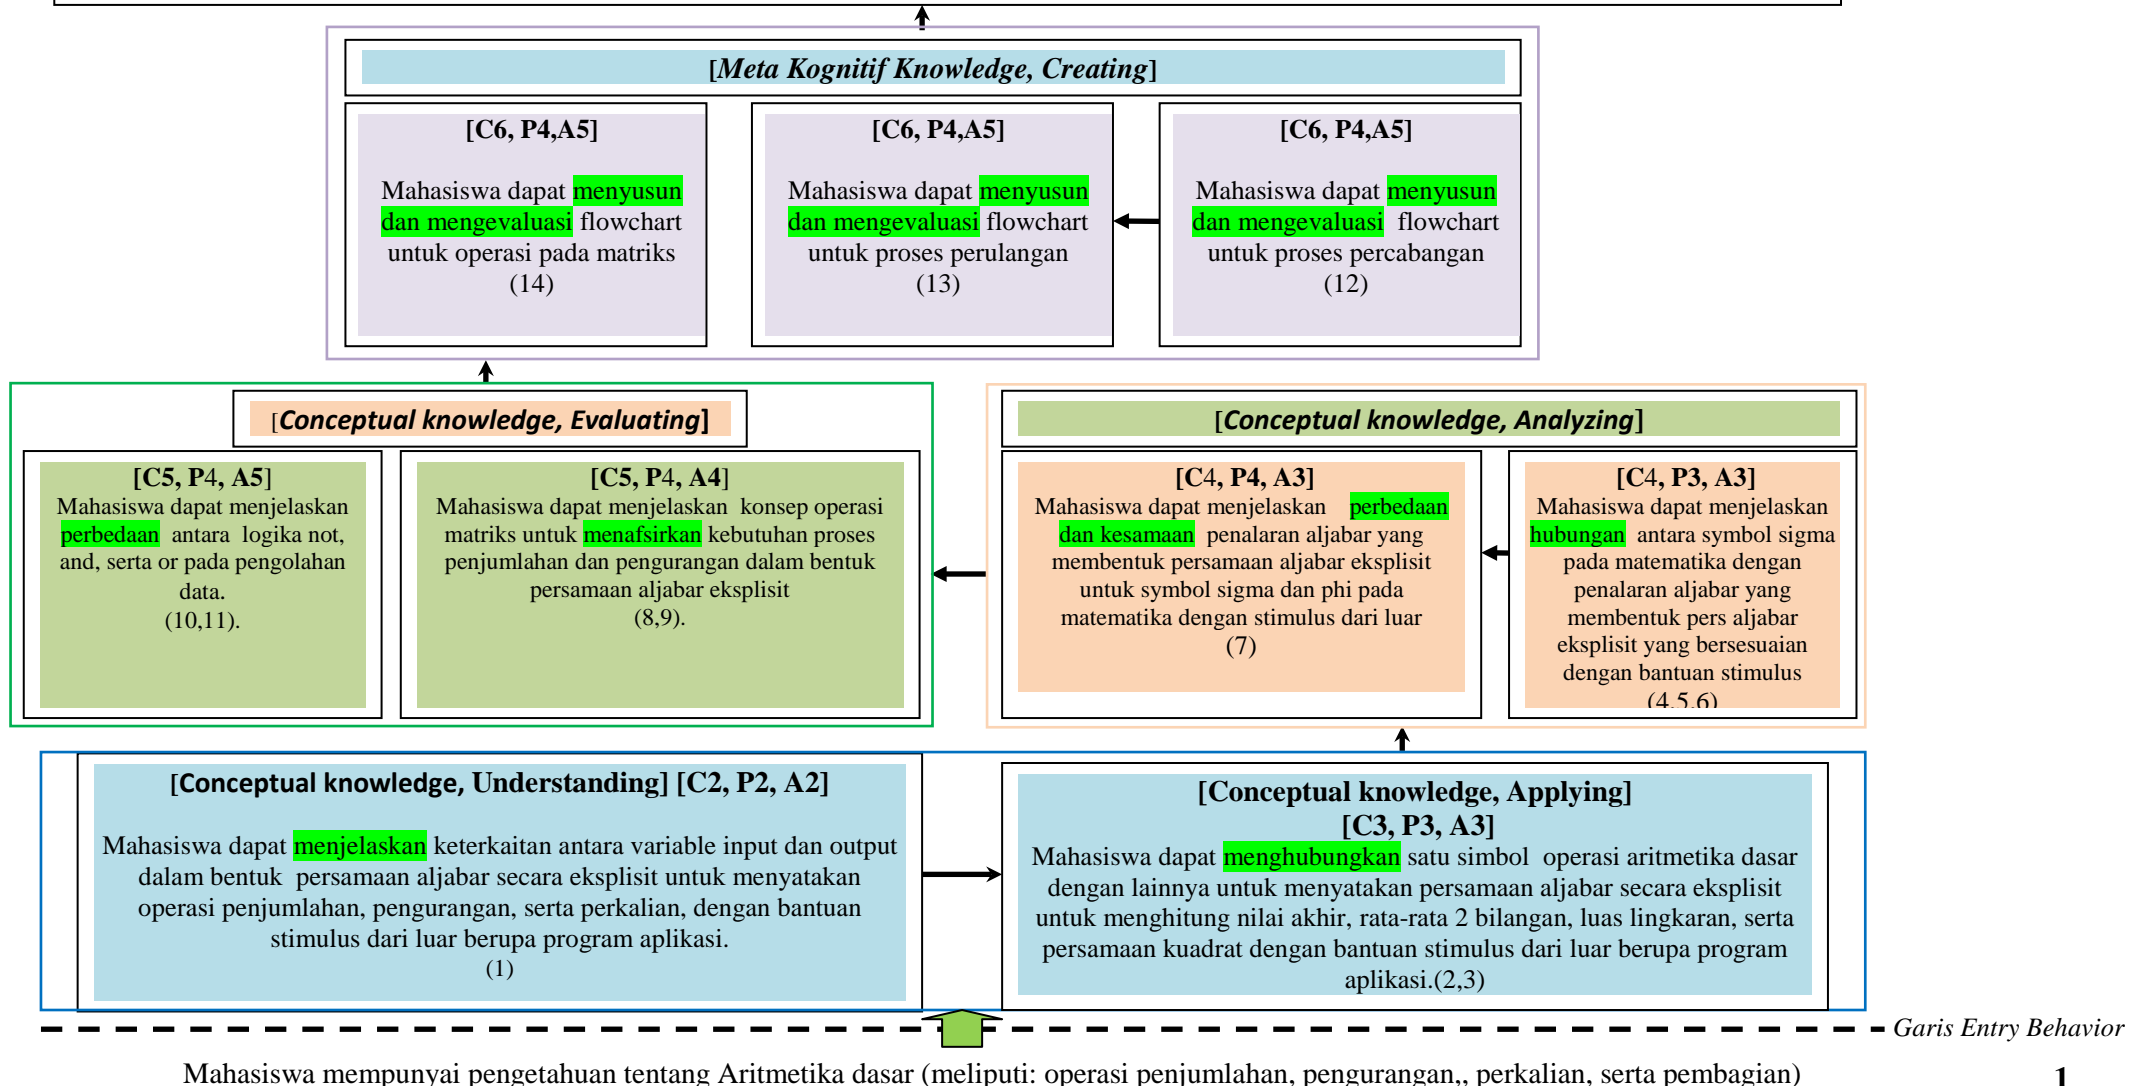 [Meta Kognitif Knowledge, Creating]
[C6, P4,A5]
Mahasiswa dapat menyusun
dan mengevaluasi flowchart
untuk operasi pada matriks
(14)
[C6, P4,A5]
Mahasiswa dapat menyusun
dan mengevaluasi flowchart
untuk proses perulangan
(13)
[C6, P4,A5]
Mahasiswa dapat menyusun
dan mengevaluasi flowchart
untuk proses percabangan
(12)
[Conceptual knowledge, Evaluating]
[C5, P4, A5]
Mahasiswa dapat menjelaskan
perbedaan antara logika not,
and, serta or pada pengolahan
data.
(10,11).
[C5, P4, A4]
Mahasiswa dapat menjelaskan konsep operasi
matriks untuk menafsirkan kebutuhan proses
penjumlahan dan pengurangan dalam bentuk
persamaan aljabar eksplisit
(8,9).
[Conceptual knowledge, Analyzing]
[C4, P4, A3]
Mahasiswa dapat menjelaskan perbedaan
dan kesamaan penalaran aljabar yang
membentuk persamaan aljabar eksplisit
untuk symbol sigma dan phi pada
matematika dengan stimulus dari luar
(7)
[C4, P3, A3]
Mahasiswa dapat menjelaskan
hubungan antara symbol sigma
pada matematika dengan
penalaran aljabar yang
membentuk pers aljabar
eksplisit yang bersesuaian
dengan bantuan stimulus
(4,5,6)
[Conceptual knowledge, Understanding] [C2, P2, A2]
Mahasiswa dapat menjelaskan keterkaitan antara variable input dan output
dalam bentuk persamaan aljabar secara eksplisit untuk menyatakan
operasi penjumlahan, pengurangan, serta perkalian, dengan bantuan
stimulus dari luar berupa program aplikasi.
(1)
[Conceptual knowledge, Applying]
[C3, P3, A3]
Mahasiswa dapat menghubungkan satu simbol operasi aritmetika dasar
dengan lainnya untuk menyatakan persamaan aljabar secara eksplisit
untuk menghitung nilai akhir, rata-rata 2 bilangan, luas lingkaran, serta
persamaan kuadrat dengan bantuan stimulus dari luar berupa program
aplikasi.(2,3)
Garis Entry Behavior
Mahasiswa mempunyai pengetahuan tentang Aritmetika dasar (meliputi: operasi penjumlahan, pengurangan,, perkalian, serta pembagian)
1